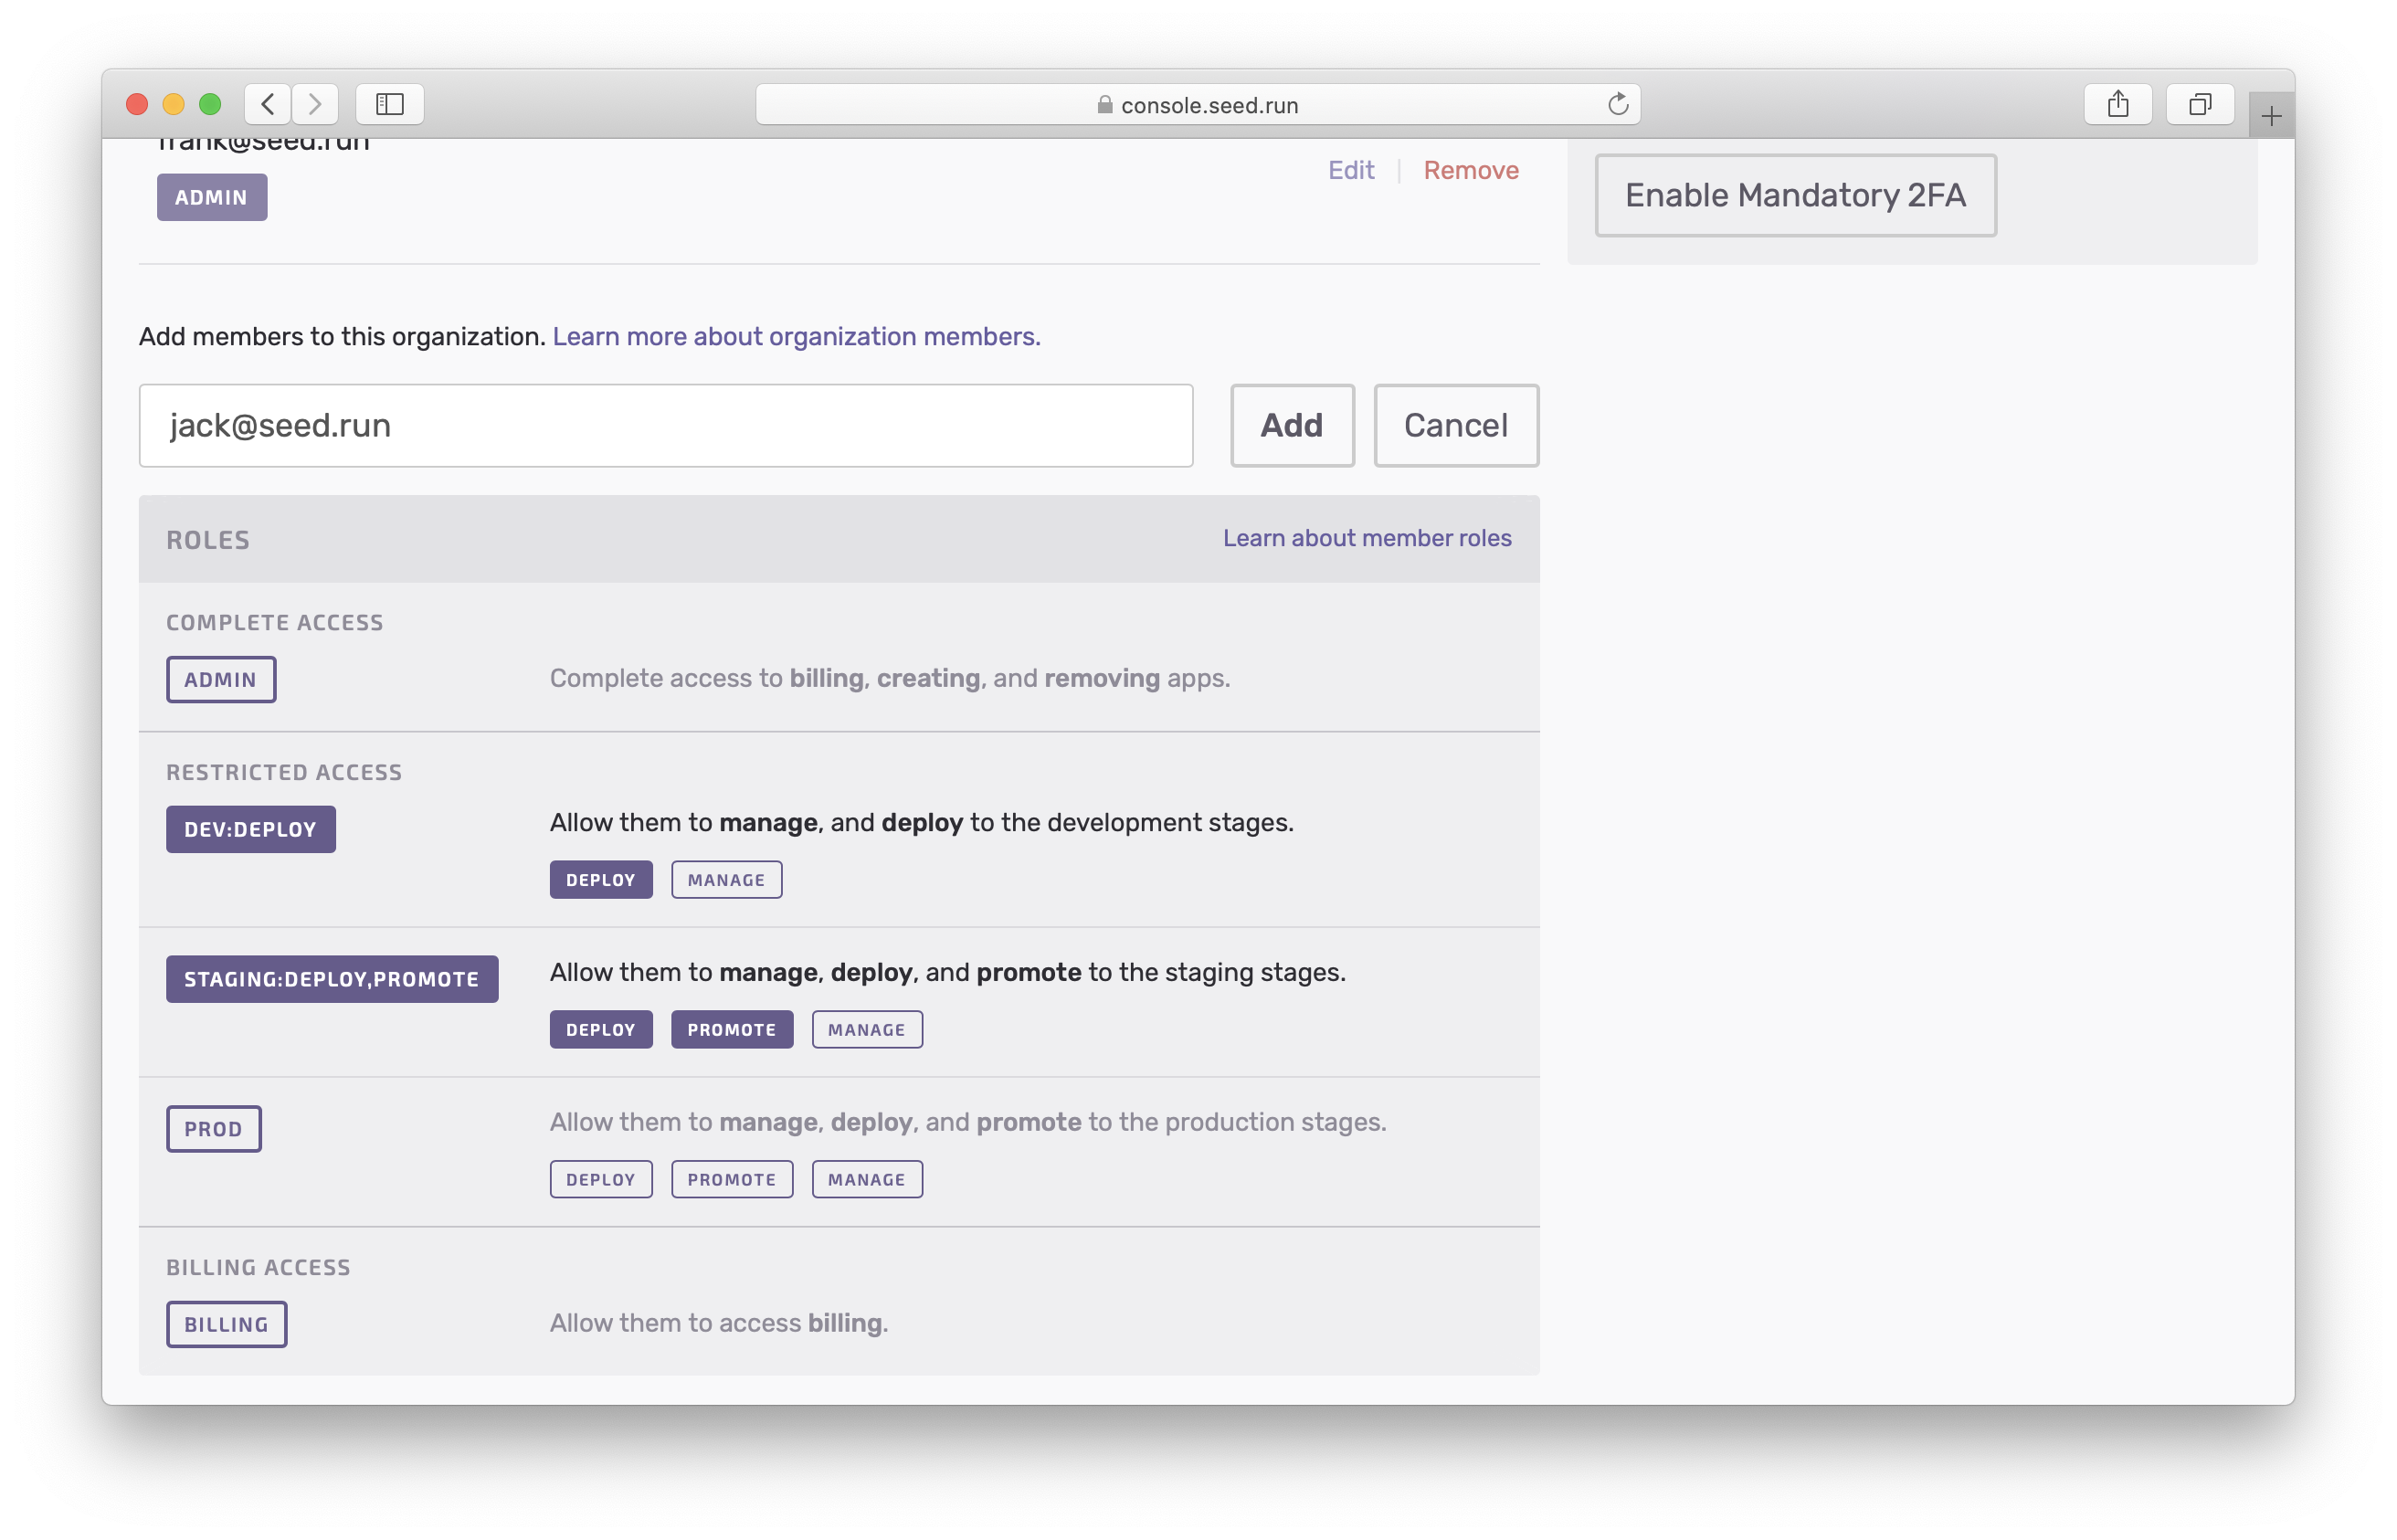 console.seed.run
frank@seed.run
ADMIN
Edit
Remove
Enable Mandatory 2FA
Add members to this organization. Learn more about organization members.
jack@seed.run
Add
Cancel
ROLES
Learn about member roles
COMPLETE ACCESS
ADMIN
Complete access to billing, creating, and removing apps.
RESTRICTED ACCESS
DEV:DEPLOY
Allow them to manage, and deploy to the development stages.
DEPLOY
MANAGE
STAGING:DEPLOY,PROMOTE
Allow them to manage, deploy, and promote to the staging stages.
DEPLOY
PROMOTE
MANAGE
PROD
Allow them to manage, deploy, and promote to the production stages.
DEPLOY
PROMOTE
MANAGE
BILLING ACCESS
BILLING
Allow them to access billing.